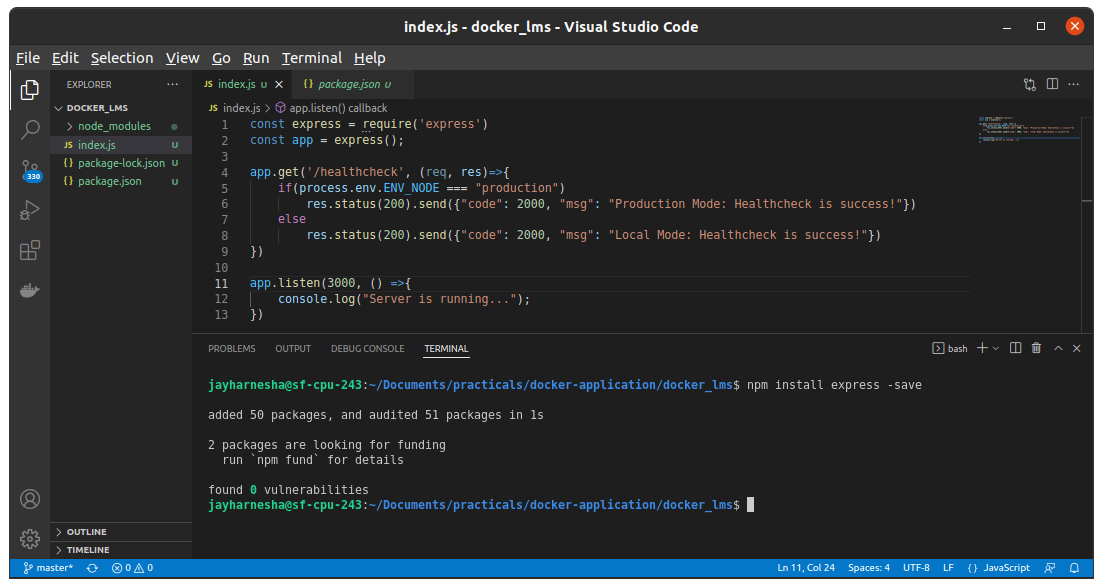 index.js - docker_lms - Visual Studio Code
File Edit Selection View Go Run Terminal Help
EXPLORER
DOCKER_LMS
node_modules
index.js U
package-lock.json U
package.json U
330
OUTLINE
TIMELINE
JS index.js U
{} package.json U
JS index.js > app.listen() callback
1 const express = require('express')
2 const app = express();
3
4 app.get('/healthcheck', (req, res)=>{
5 if(process.env.ENV_NODE === "production")
6 res.status(200).send({"code": 2000, "msg": "Production Mode: Healthcheck is success!"})
7 else
8 res.status(200).send({"code": 2000, "msg": "Local Mode: Healthcheck is success!"})
9 })
10
11 app.listen(3000, () =>{
12 console.log("Server is running...");
13 })
PROBLEMS OUTPUT DEBUG CONSOLE TERMINAL
bash
jayharnesha@sf-cpu-243:~/Documents/practicals/docker-application/docker_lms$ npm install express -save
added 50 packages, and audited 51 packages in 1s
2 packages are looking for funding
run `npm fund` for details
found 0 vulnerabilities
jayharnesha@sf-cpu-243:~/Documents/practicals/docker-application/docker_lms$
master* 0 0 Ln 11, Col 24 Spaces: 4 UTF-8 LF {} JavaScript